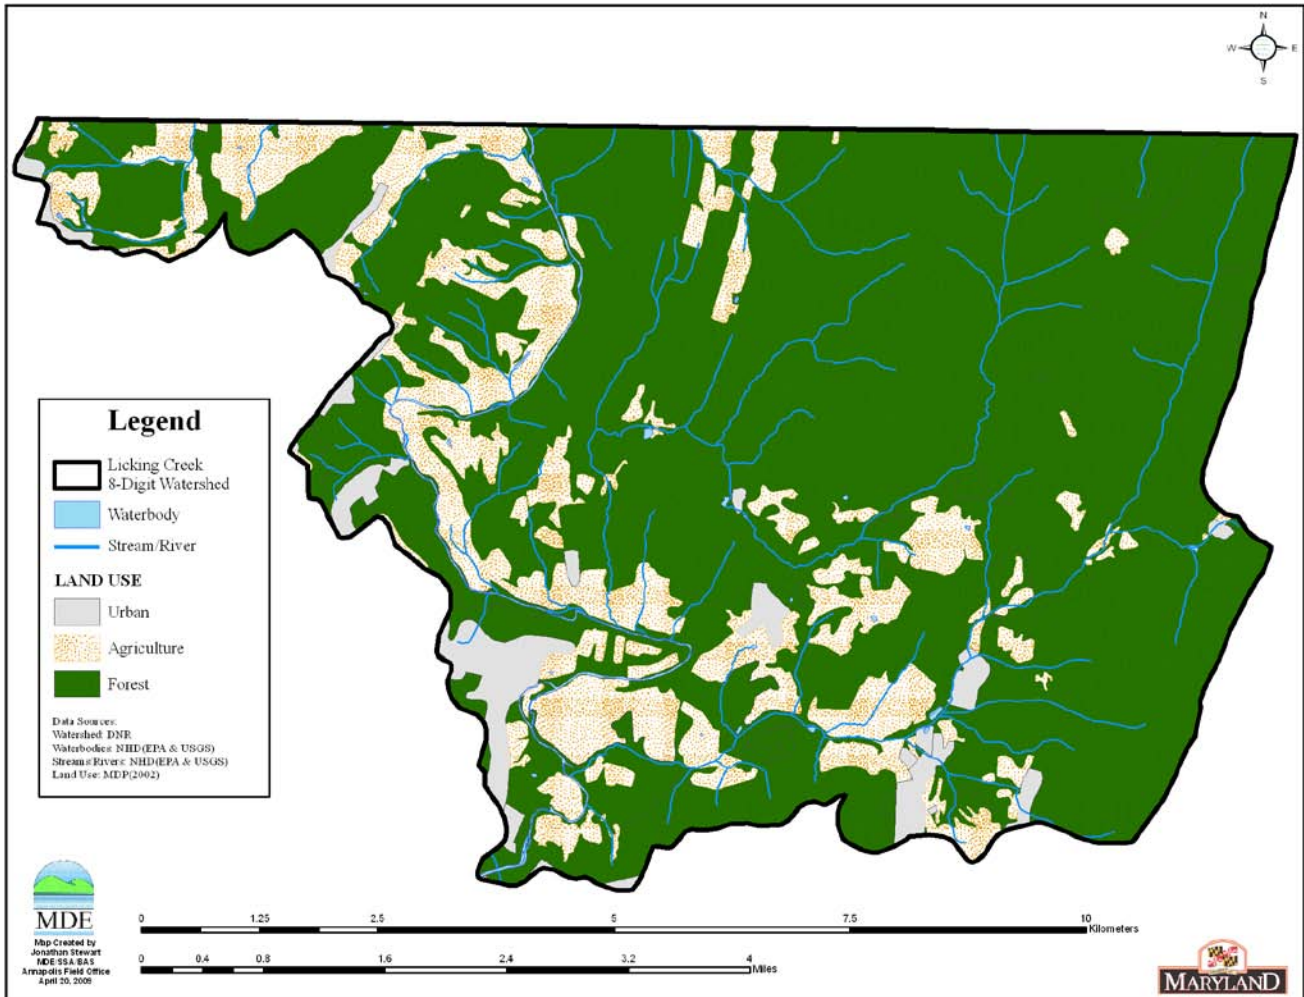 N
W E
S
Legend
Licking Creek
8-Digit Watershed
Waterbody
Stream/River
LAND USE
Urban
Agriculture
Forest
Data Sources:
Watershed: DNR
Waterbodies: NHD(EPA & USGS)
Streams/Rivers: NHD(EPA & USGS)
Land Use: MDP(2002)
MDE
Map Created by
Jonathan Stewart
MDE/SSA/BAS
Annapolis Field Office
April 20, 2009
0 1.25 2.5 5 7.5 10
Kilometers
0 0.4 0.8 1.6 2.4 3.2 4
Miles
MARYLAND